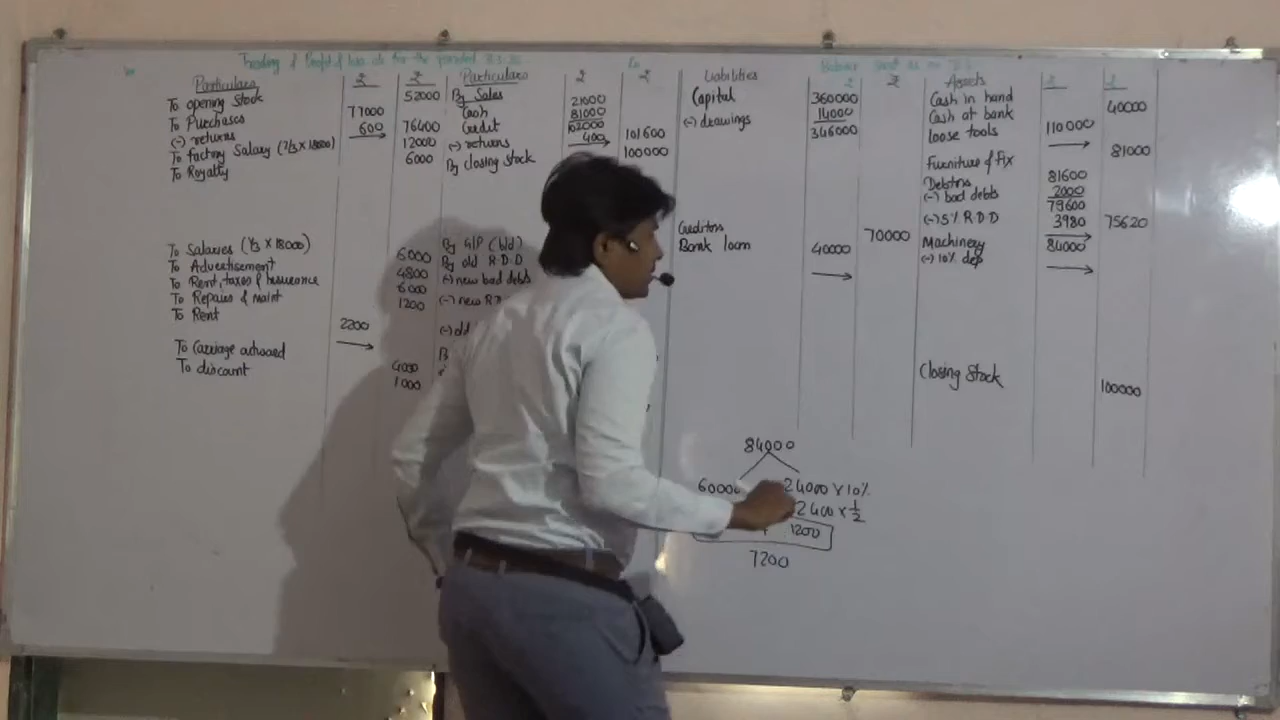 Trading & Profit & loss a/c for the
Particulars ₹ ₹ Particulars ₹ ₹
To opening Stock 52000 By Sales
To Purchases 77000 Cash 21000
(-) returns 600 76400 Credit 81000
102000
To factory Salary (2/3 x 18000) 12000 (-) returns 400 101600
To Royalty 6000 By closing Stock 100000
To Salaries (1/3 x 18000) 6000 By G/P (b/d)
To Advertisement 4800 By old R.D.D
To Rent, taxes & Insurance 6000 (-) new bad debts
To Repairs & maint 1200 (-) new
To Rent 2200 (-) old
To Carriage outward 4000
To discount 1000
Balance
Liabilities ₹ ₹ Assets ₹ ₹
Capital 360000 Cash in hand 40000
(-) drawings 14000 Cash at bank
346000 loose tools 110000 81000
Furniture & Fix
Debtors 81600
(-) bad debts 2000
79600
Creditors 70000 (-) 5% R.D.D 3980 75620
Bank loan 40000 Machinery 84000
(-) 10% dep
Closing Stock 100000
84000
24000 x 10%
2400 x 1/2
1200
7200